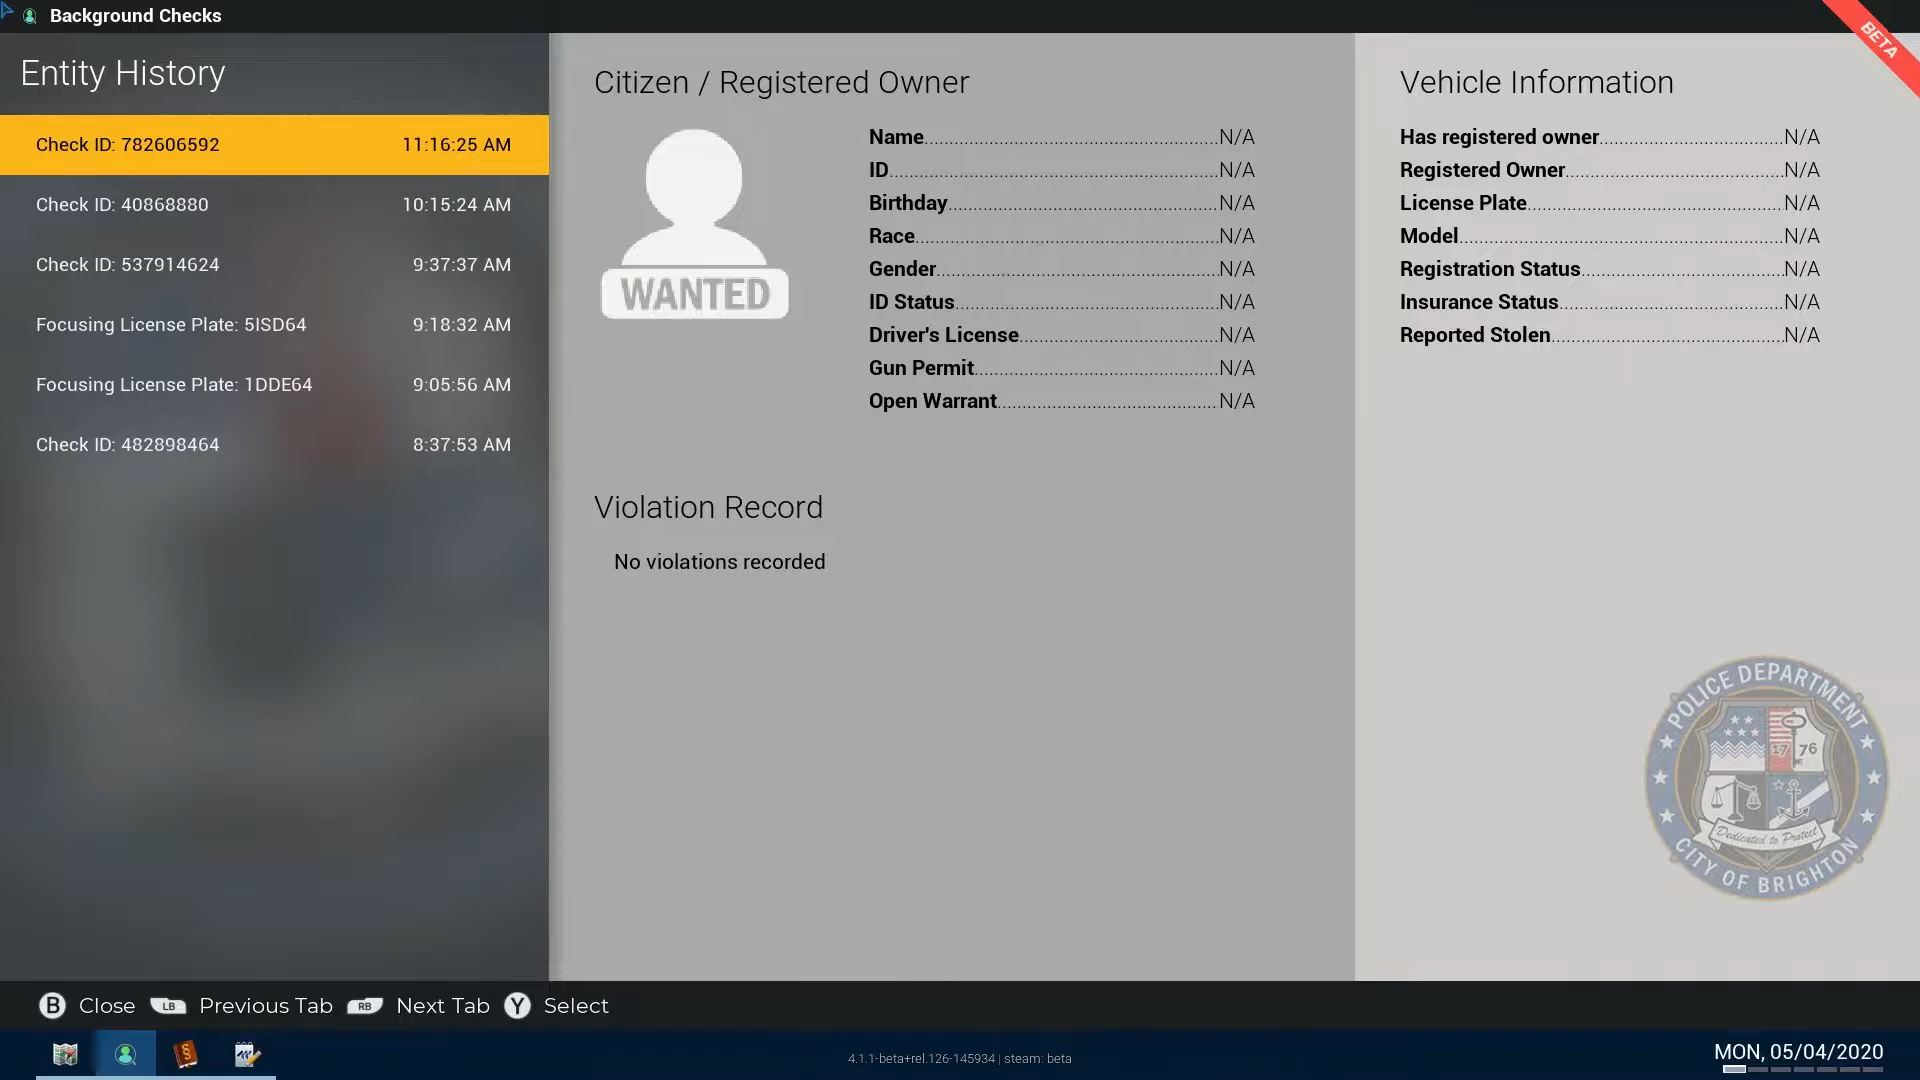 Background Checks
BETA
Entity History
Check ID: 782606592 11:16:25 AM
Check ID: 40868880 10:15:24 AM
Check ID: 537914624 9:37:37 AM
Focusing License Plate: 5ISD64 9:18:32 AM
Focusing License Plate: 1DDE64 9:05:56 AM
Check ID: 482898464 8:37:53 AM
Citizen / Registered Owner
WANTED
Name N/A
ID N/A
Birthday N/A
Race N/A
Gender N/A
ID Status N/A
Driver's License N/A
Gun Permit N/A
Open Warrant N/A
Violation Record
No violations recorded
Vehicle Information
Has registered owner N/A
Registered Owner N/A
License Plate N/A
Model N/A
Registration Status N/A
Insurance Status N/A
Reported Stolen N/A
POLICE DEPARTMENT
17 76
Dedicated to Protect
CITY OF BRIGHTON
B Close LB Previous Tab RB Next Tab Y Select
4.1.1-beta+rel.126-145934 | steam: beta
MON, 05/04/2020